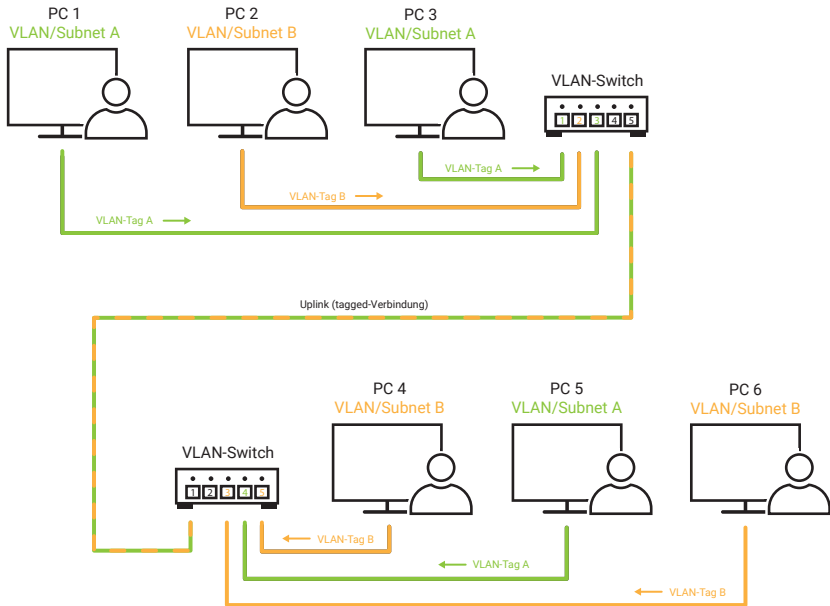 PC 1
VLAN/Subnet A
PC 2
VLAN/Subnet B
PC 3
VLAN/Subnet A
VLAN-Switch
1 2 3 4 5
VLAN-Tag A
VLAN-Tag B
VLAN-Tag A
Uplink (tagged-Verbindung)
PC 4
VLAN/Subnet B
PC 5
VLAN/Subnet A
PC 6
VLAN/Subnet B
VLAN-Switch
1 2 3 4 5
VLAN-Tag B
VLAN-Tag A
VLAN-Tag B